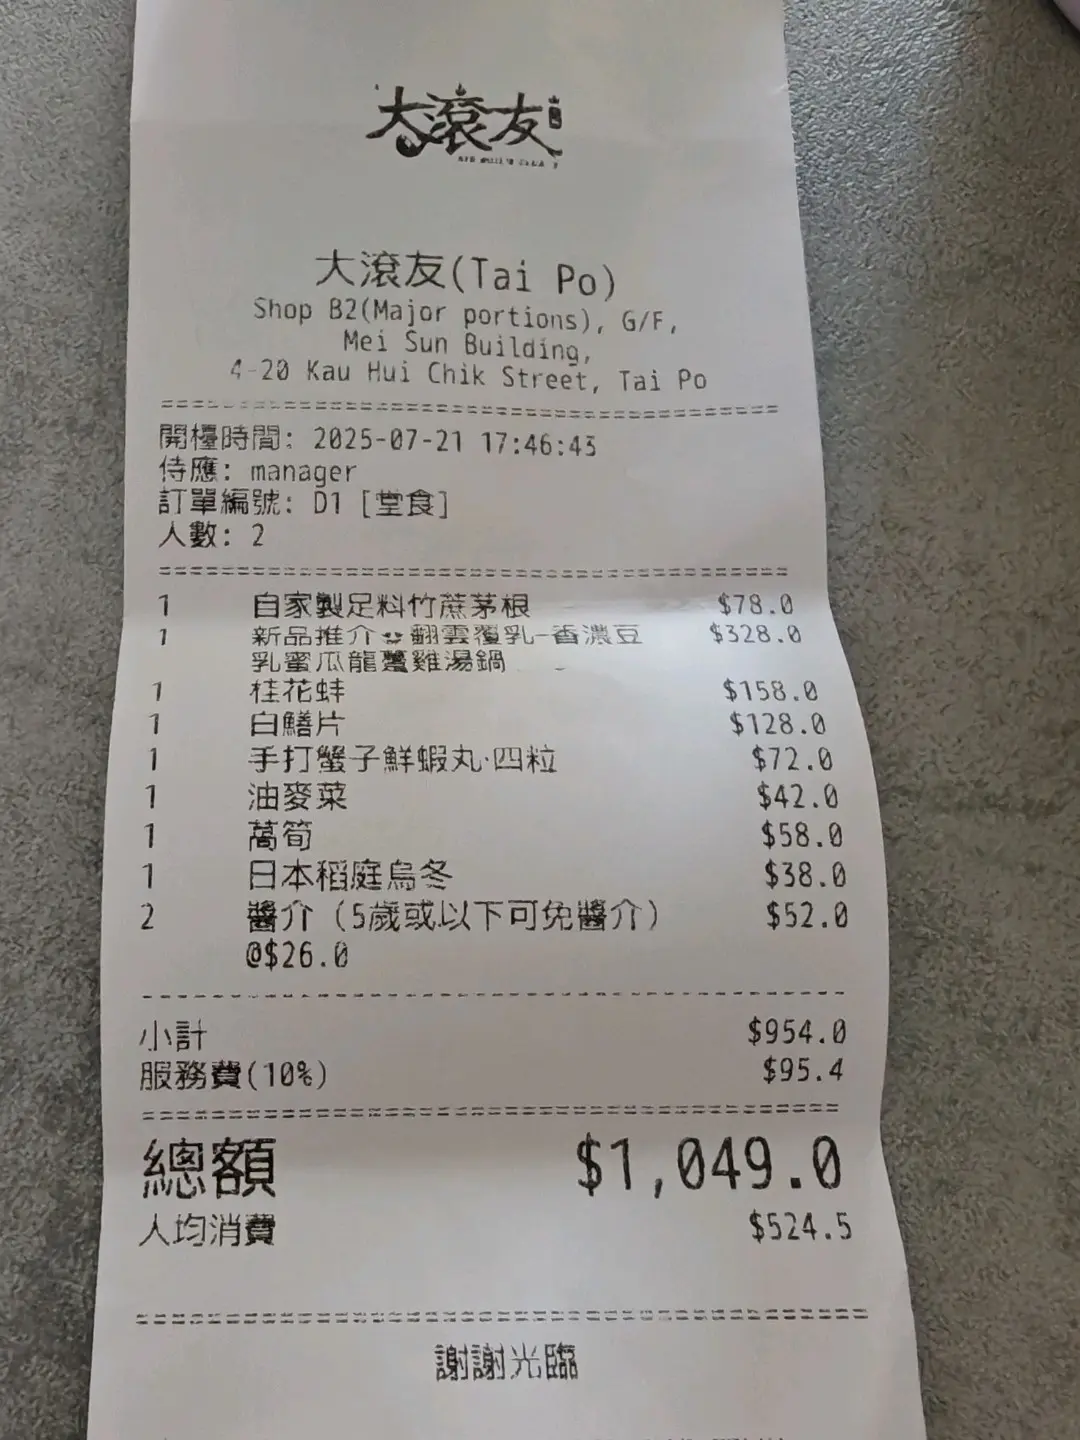 大滾友
大滾友(Tai Po)
Shop B2(Major portions), G/F,
Mei Sun Building,
4-20 Kau Hui Chik Street, Tai Po
開檯時間: 2025-07-21 17:46:43
侍應: manager
訂單編號: D1 [堂食]
人數: 2
1 自家製足料竹蔗茅根 $78.0
1 新品推介 翻雲覆乳-香濃豆 $328.0
乳蜜瓜龍躉雞湯鍋
1 桂花蚌 $158.0
1 白鱔片 $128.0
1 手打蟹子鮮蝦丸·四粒 $72.0
1 油麥菜 $42.0
1 萵筍 $58.0
1 日本稻庭烏冬 $38.0
2 醬介 (5歲或以下可免醬介) $52.0
@$26.0
小計 $954.0
服務費(10%) $95.4
總額 $1,049.0
人均消費 $524.5
謝謝光臨